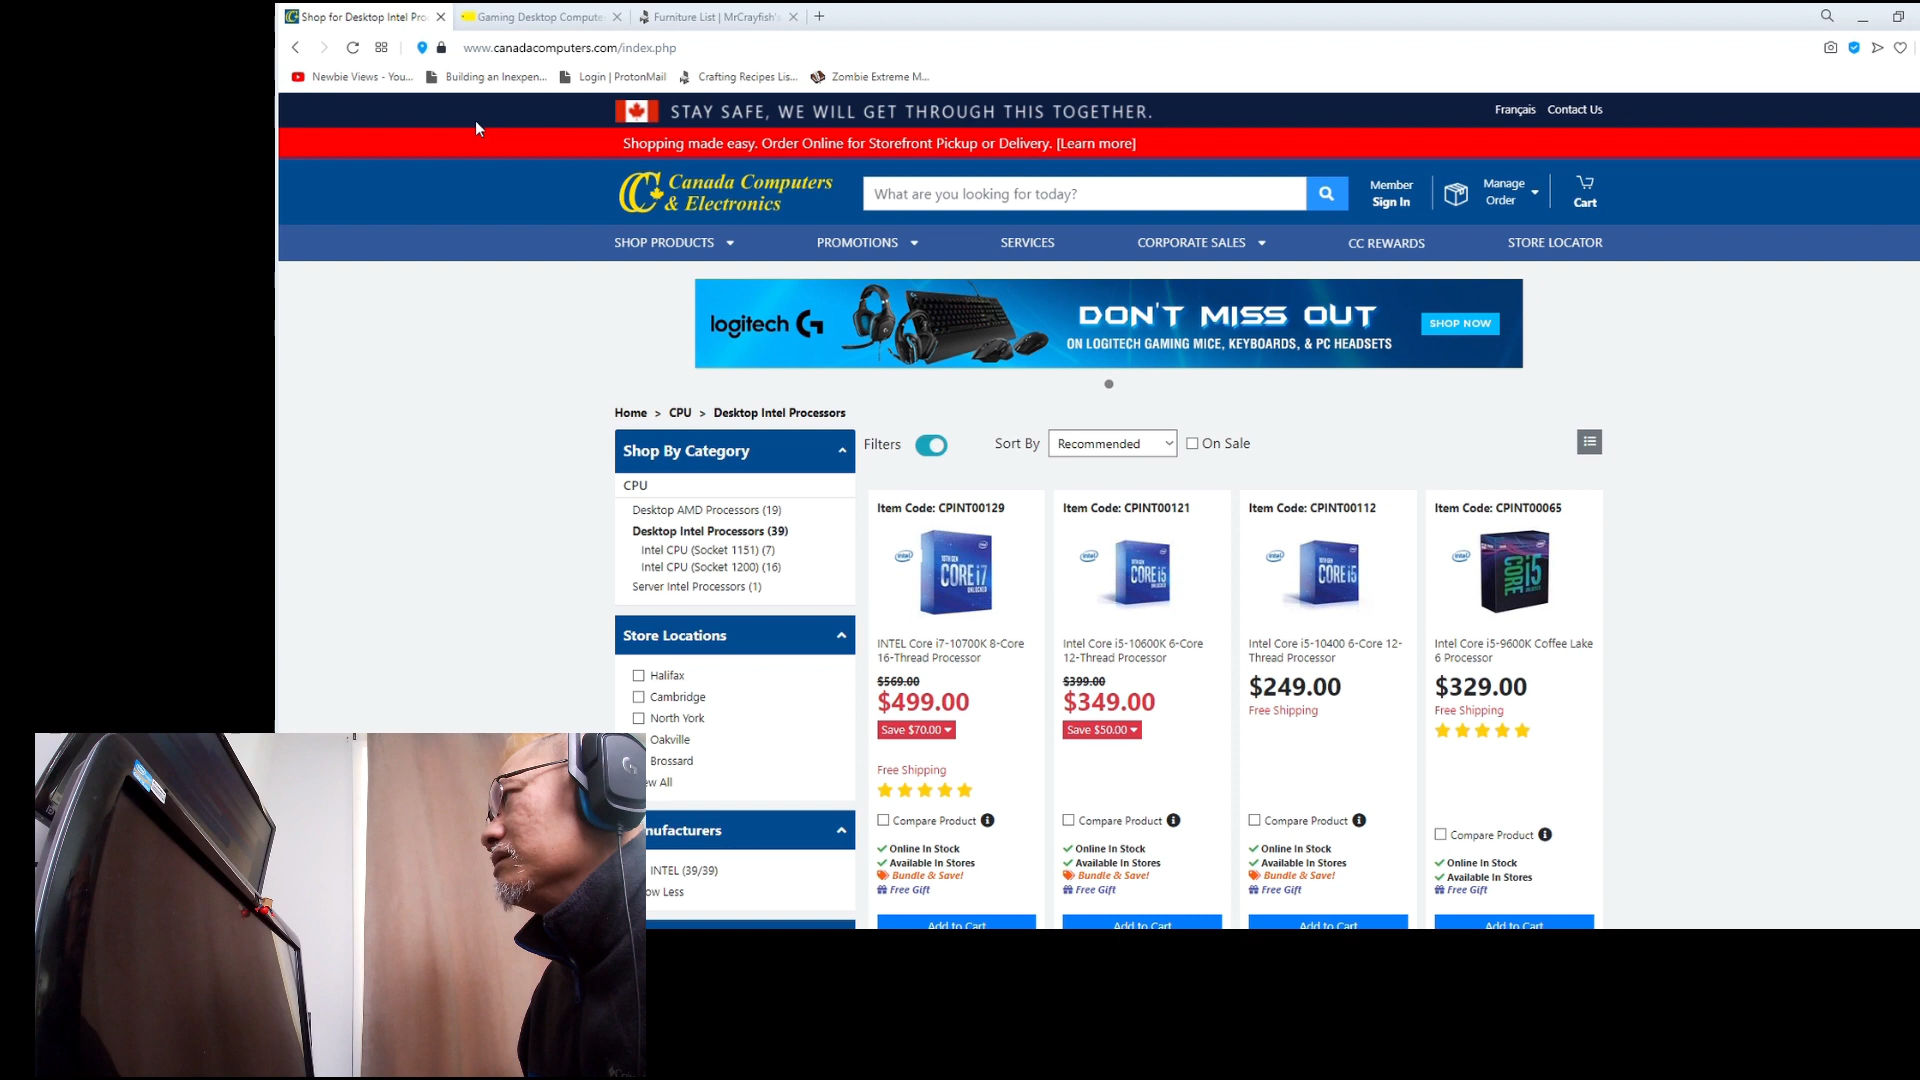 Shop for Desktop Intel Pro
Gaming Desktop Compute
Furniture List | MrCrayfish's
www.canadacomputers.com/index.php
Newbie Views - You...
Building an Inexpen...
Login | ProtonMail
Crafting Recipes Lis...
Zombie Extreme M...
STAY SAFE, WE WILL GET THROUGH THIS TOGETHER.
Français
Contact Us
Shopping made easy. Order Online for Storefront Pickup or Delivery. [Learn more]
Canada Computers
& Electronics
What are you looking for today?
Member
Sign In
Manage
Order
Cart
SHOP PRODUCTS
PROMOTIONS
SERVICES
CORPORATE SALES
CC REWARDS
STORE LOCATOR
logitech G
DON'T MISS OUT
ON LOGITECH GAMING MICE, KEYBOARDS, & PC HEADSETS
SHOP NOW
Home > CPU > Desktop Intel Processors
Shop By Category
CPU
Desktop AMD Processors (19)
Desktop Intel Processors (39)
Intel CPU (Socket 1151) (7)
Intel CPU (Socket 1200) (16)
Server Intel Processors (1)
Store Locations
Halifax
Cambridge
North York
Oakville
Brossard
ew All
nufacturers
INTEL (39/39)
ow Less
Filters
Sort By
Recommended
On Sale
Item Code: CPINT00129
intel
10TH GEN
CORE i7
UNLOCKED
INTEL Core i7-10700K 8-Core
16-Thread Processor
$569.00
$499.00
Save $70.00
Free Shipping
Compare Product
Online In Stock
Available In Stores
Bundle & Save!
Free Gift
Add to Cart
Item Code: CPINT00121
intel
CORE i5
Intel Core i5-10600K 6-Core
12-Thread Processor
$399.00
$349.00
Save $50.00
Compare Product
Online In Stock
Available In Stores
Bundle & Save!
Free Gift
Add to Cart
Item Code: CPINT00112
intel
CORE i5
Intel Core i5-10400 6-Core 12-
Thread Processor
$249.00
Free Shipping
Compare Product
Online In Stock
Available In Stores
Bundle & Save!
Free Gift
Add to Cart
Item Code: CPINT00065
intel
CORE i5
Intel Core i5-9600K Coffee Lake
6 Processor
$329.00
Free Shipping
Compare Product
Online In Stock
Available In Stores
Free Gift
Add to Cart